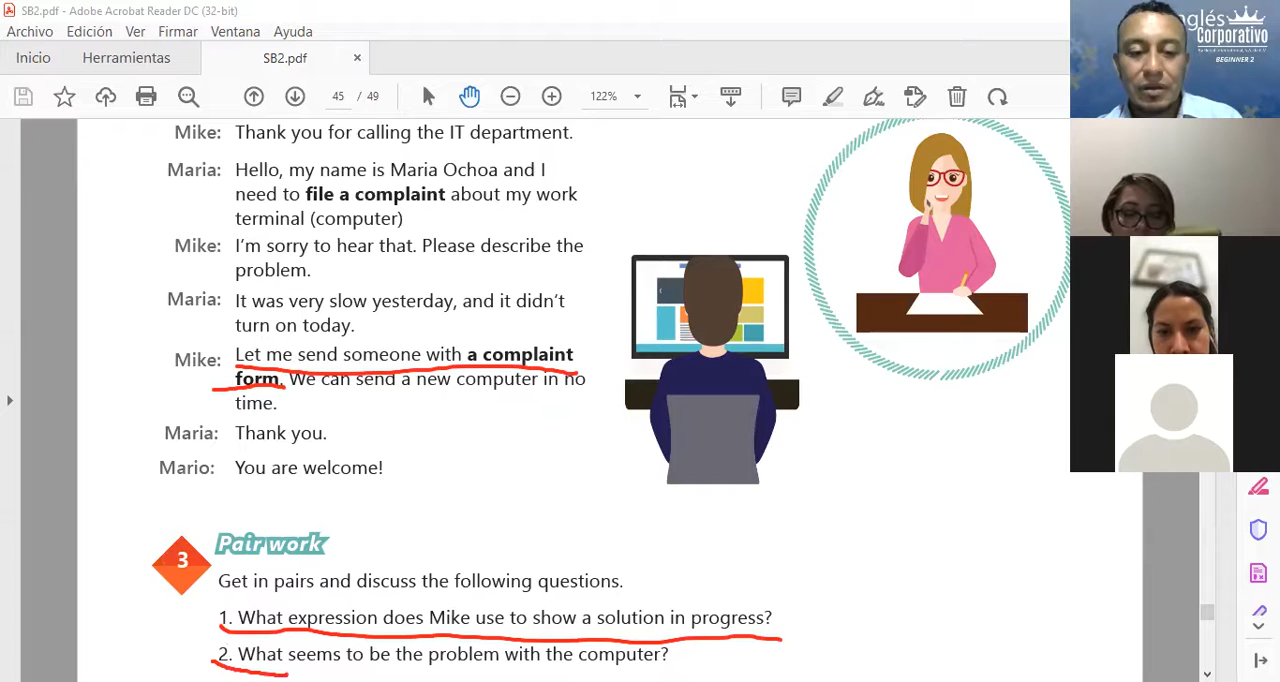 SB2.pdf - Adobe Acrobat Reader DC (32-bit)
Archivo Edición Ver Firmar Ventana Ayuda
Inicio Herramientas SB2.pdf ×
45 / 49 122%
Inglés
Corporativo
BEGINNER 2
Mike: Thank you for calling the IT department.
Maria: Hello, my name is Maria Ochoa and I
need to file a complaint about my work
terminal (computer)
Mike: I'm sorry to hear that. Please describe the
problem.
Maria: It was very slow yesterday, and it didn't
turn on today.
Mike: Let me send someone with a complaint
form. We can send a new computer in no
time.
Maria: Thank you.
Mario: You are welcome!
3 Pair work
Get in pairs and discuss the following questions.
1. What expression does Mike use to show a solution in progress?
2. What seems to be the problem with the computer?